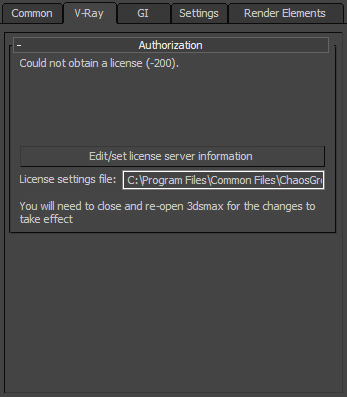 Common V-Ray GI Settings Render Elements
- Authorization
Could not obtain a license (-200).
Edit/set license server information
License settings file: C:\Program Files\Common Files\ChaosGr
You will need to close and re-open 3dsmax for the changes to
take effect